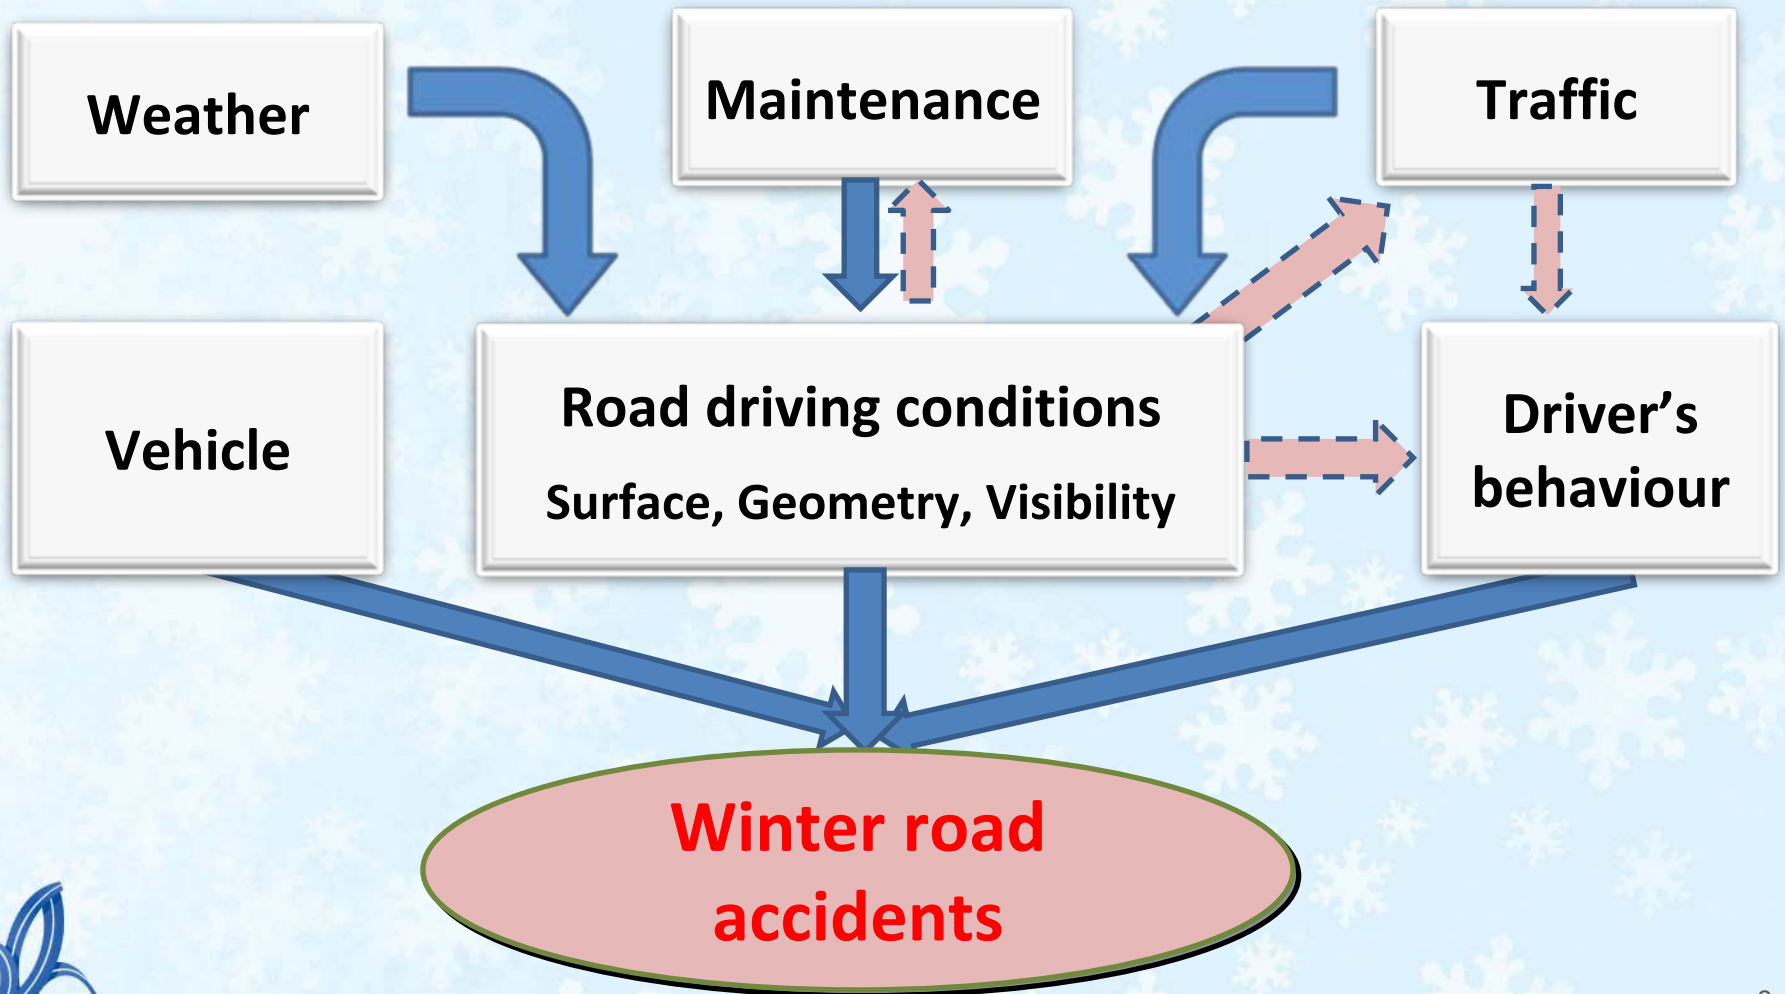 Weather
Maintenance
Traffic
Vehicle
Road driving conditions
Surface, Geometry, Visibility
Driver’s
behaviour
Winter road
accidents